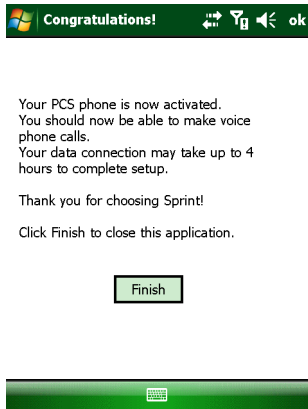 Congratulations!
ok
Your PCS phone is now activated.
You should now be able to make voice
phone calls.
Your data connection may take up to 4
hours to complete setup.
Thank you for choosing Sprint!
Click Finish to close this application.
Finish